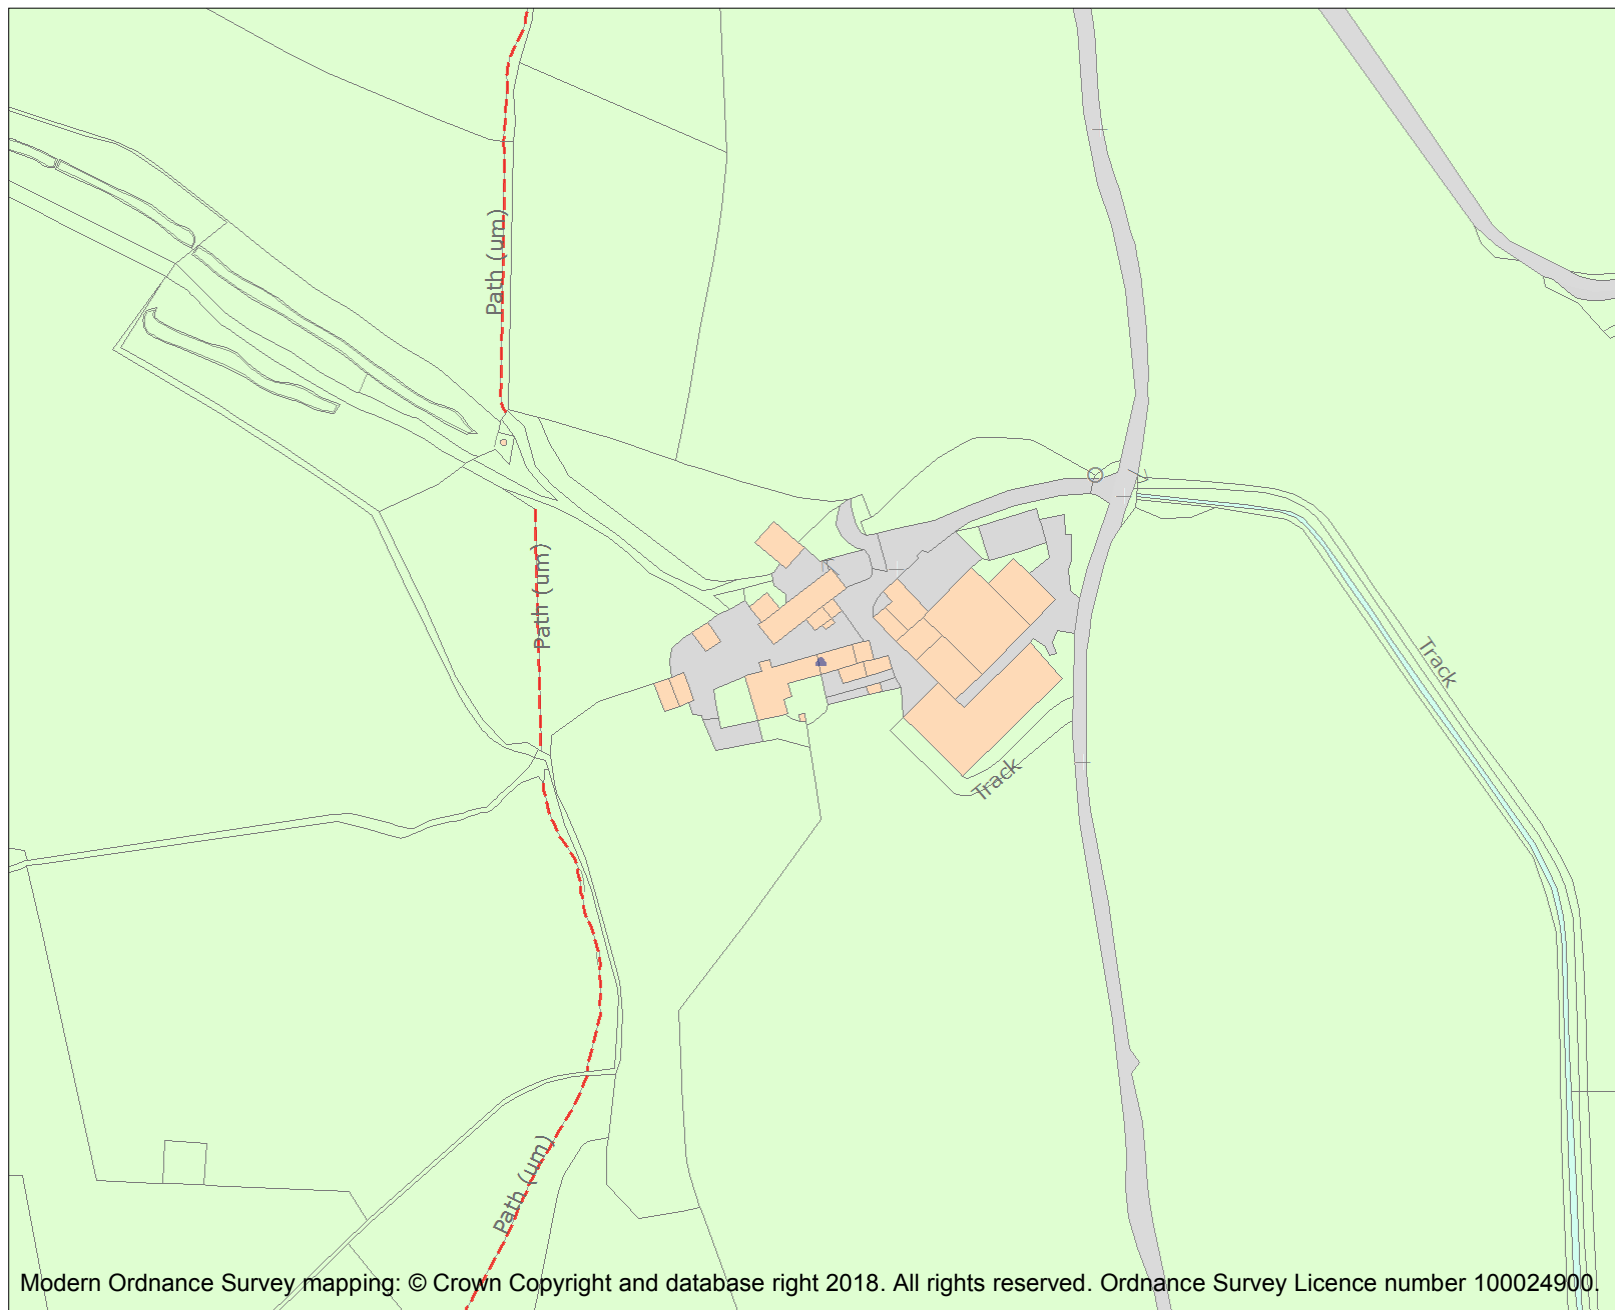 Path (um)
Path (um)
Track
Track
Path (um)
Modern Ordnance Survey mapping: © Crown Copyright and database right 2018. All rights reserved. Ordnance Survey Licence number 100024900.